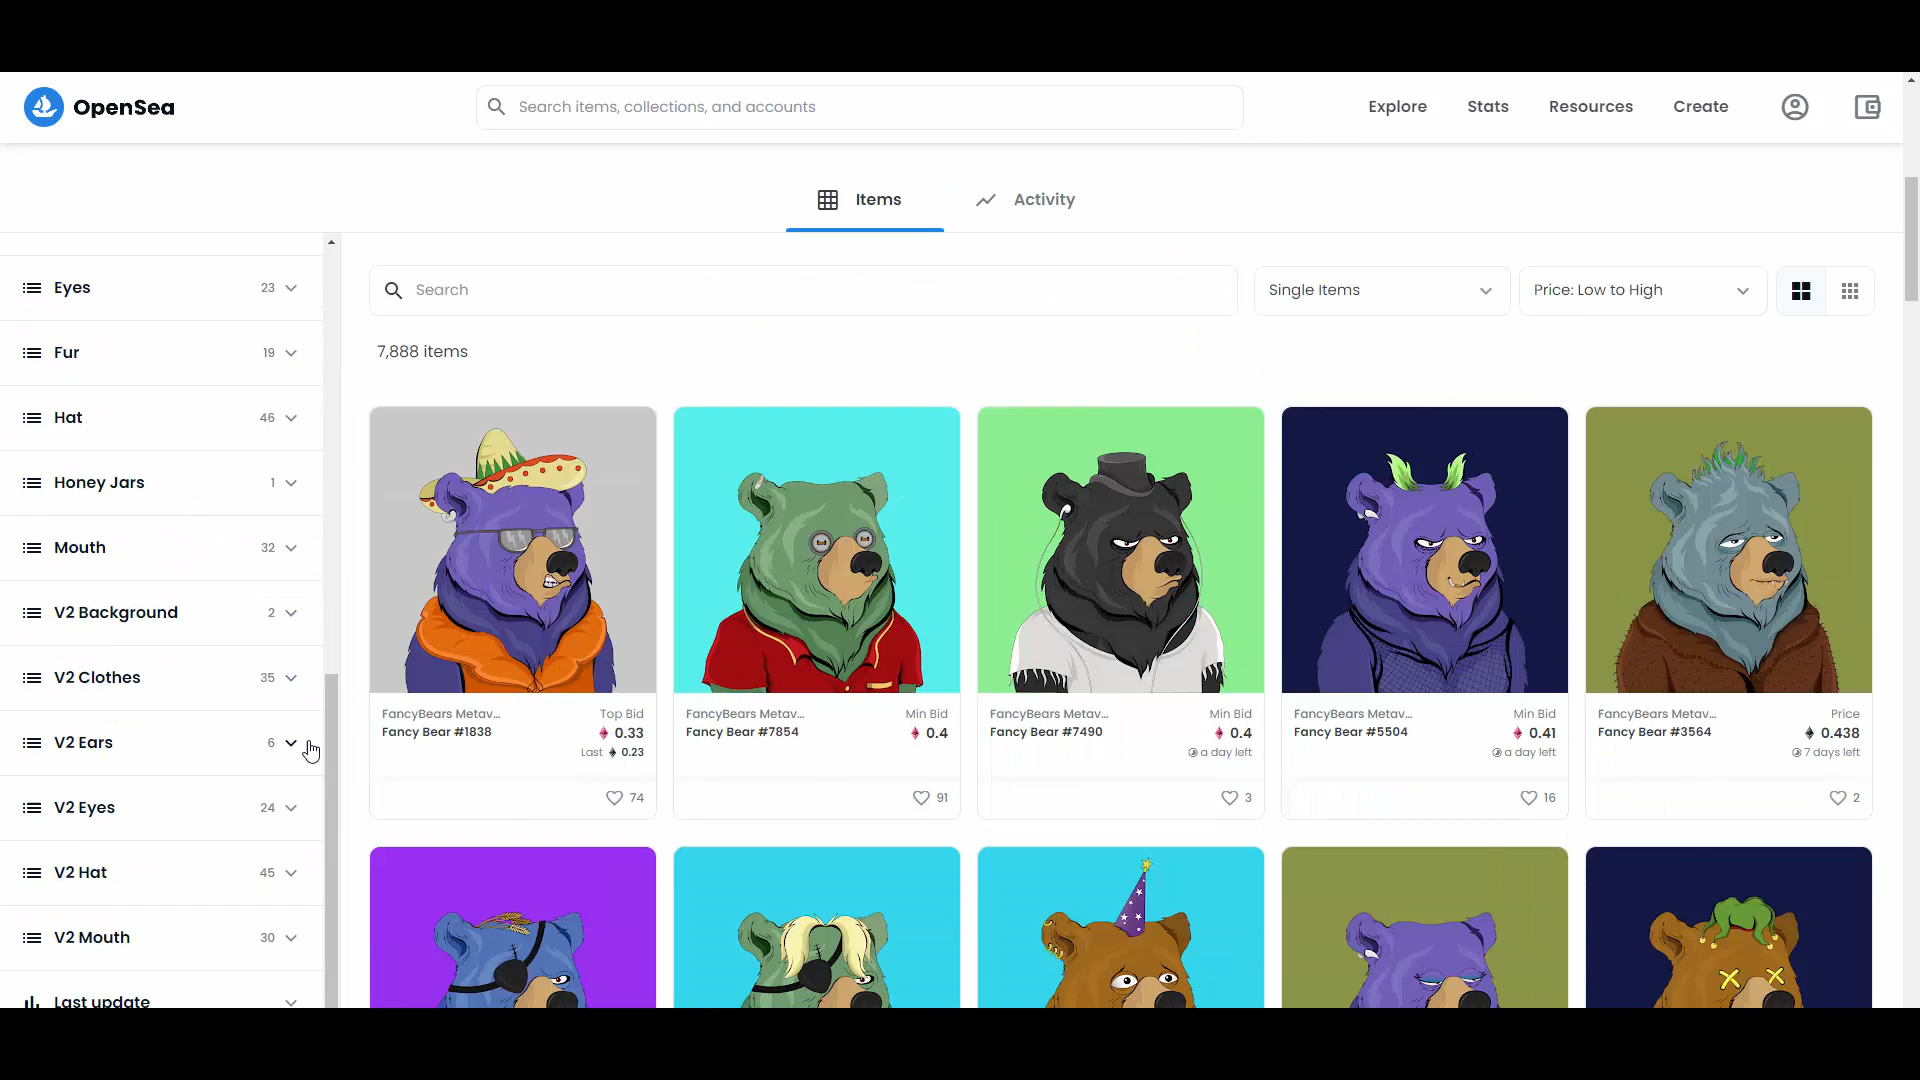 OpenSea
Search items, collections, and accounts
Explore
Stats
Resources
Create
Items
Activity
Eyes 23
Fur 19
Hat 46
Honey Jars 1
Mouth 32
V2 Background 2
V2 Clothes 35
V2 Ears 6
V2 Eyes 24
V2 Hat 45
V2 Mouth 30
Last update
Search
Single Items
Price: Low to High
7,888 items
FancyBears Metav... Top Bid
Fancy Bear #1838 0.33
Last 0.23
74
FancyBears Metav... Min Bid
Fancy Bear #7854 0.4
91
FancyBears Metav... Min Bid
Fancy Bear #7490 0.4
a day left
3
FancyBears Metav... Min Bid
Fancy Bear #5504 0.41
a day left
16
FancyBears Metav... Price
Fancy Bear #3564 0.438
7 days left
2